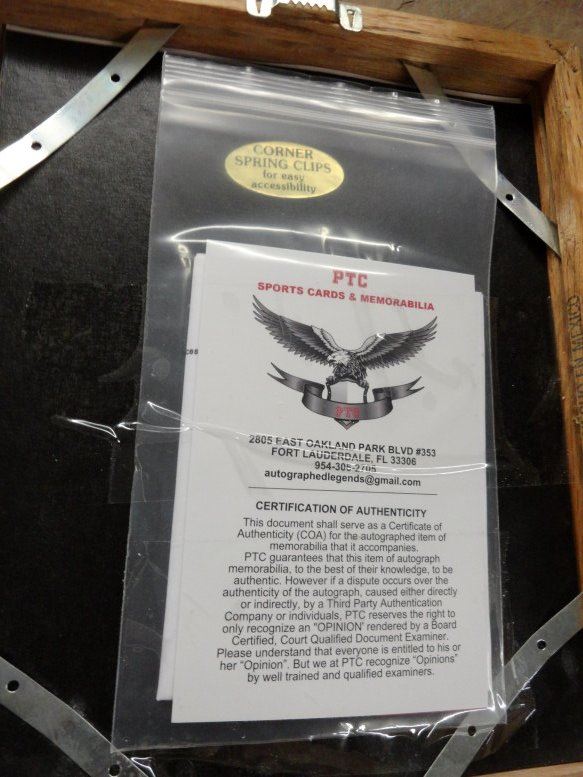 CORNER
SPRING CLIPS
for easy
accessibility
PTC
SPORTS CARDS & MEMORABILIA
PTC
2805 EAST OAKLAND PARK BLVD #353
FORT LAUDERDALE, FL 33306
954-305-2705
autographedlegends@gmail.com
CERTIFICATION OF AUTHENTICITY
This document shall serve as a Certificate of
Authenticity (COA) for the autographed item of
memorabilia that it accompanies.
PTC guarantees that this item of autograph
memorabilia, to the best of their knowledge, to be
authentic. However if a dispute occurs over the
authenticity of the autograph, caused either directly
or indirectly, by a Third Party Authentication
Company or individuals, PTC reserves the right to
only recognize an "OPINION' rendered by a Board
Certified, Court Qualified Document Examiner.
Please understand that everyone is entitled to his or
her "Opinion". But we at PTC recognize "Opinions"
by well trained and qualified examiners.
MEXICO